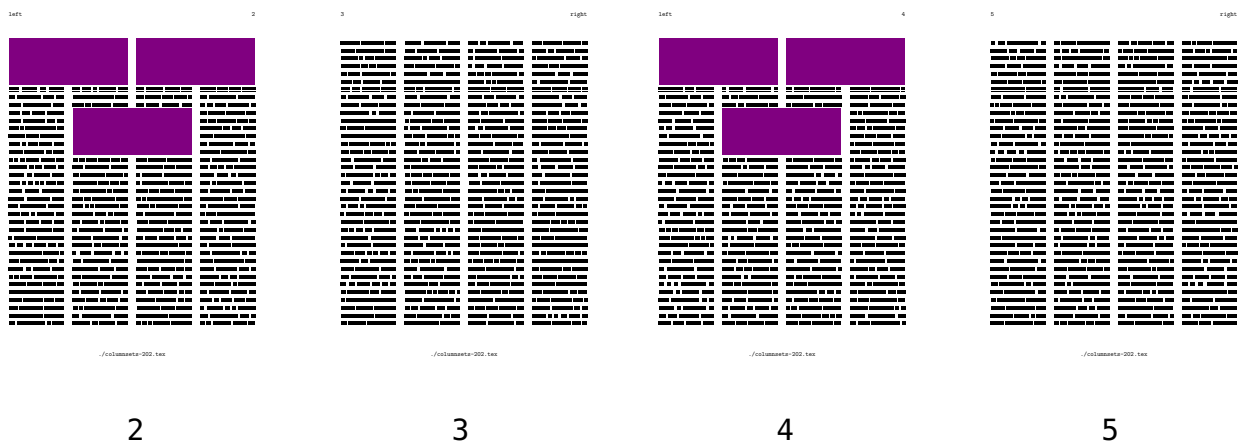 left 2
3 right
left 4
5 right
./columnsets-202.tex
./columnsets-202.tex
./columnsets-202.tex
./columnsets-202.tex
2
3
4
5